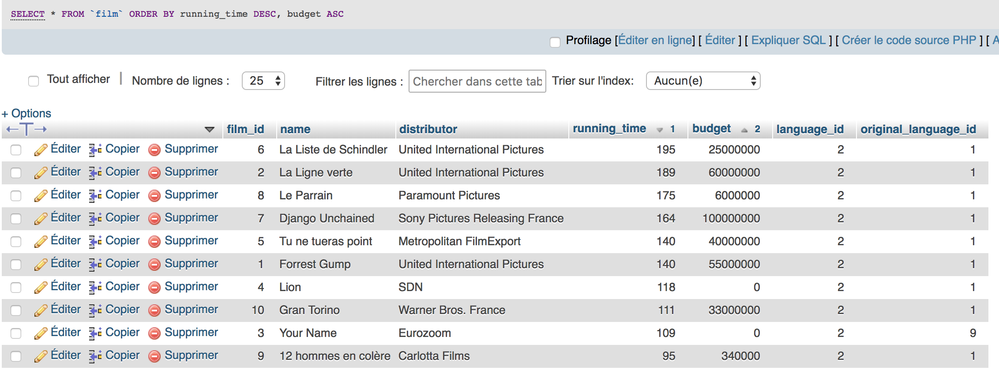 SELECT * FROM `film` ORDER BY running_time DESC, budget ASC
Profilage [Éditer en ligne] [ Éditer ] [ Expliquer SQL ] [ Créer le code source PHP ] [
Tout afficher | Nombre de lignes : 25 Filtrer les lignes : Chercher dans cette tab Trier sur l'index: Aucun(e)
+ Options
film_id name distributor running_time 1 budget 2 language_id original_language_id
Éditer Copier Supprimer 6 La Liste de Schindler United International Pictures 195 25000000 2 1
Éditer Copier Supprimer 2 La Ligne verte United International Pictures 189 60000000 2 1
Éditer Copier Supprimer 8 Le Parrain Paramount Pictures 175 6000000 2 1
Éditer Copier Supprimer 7 Django Unchained Sony Pictures Releasing France 164 100000000 2 1
Éditer Copier Supprimer 5 Tu ne tueras point Metropolitan FilmExport 140 40000000 2 1
Éditer Copier Supprimer 1 Forrest Gump United International Pictures 140 55000000 2 1
Éditer Copier Supprimer 4 Lion SDN 118 0 2 1
Éditer Copier Supprimer 10 Gran Torino Warner Bros. France 111 33000000 2 1
Éditer Copier Supprimer 3 Your Name Eurozoom 109 0 2 9
Éditer Copier Supprimer 9 12 hommes en colère Carlotta Films 95 340000 2 1